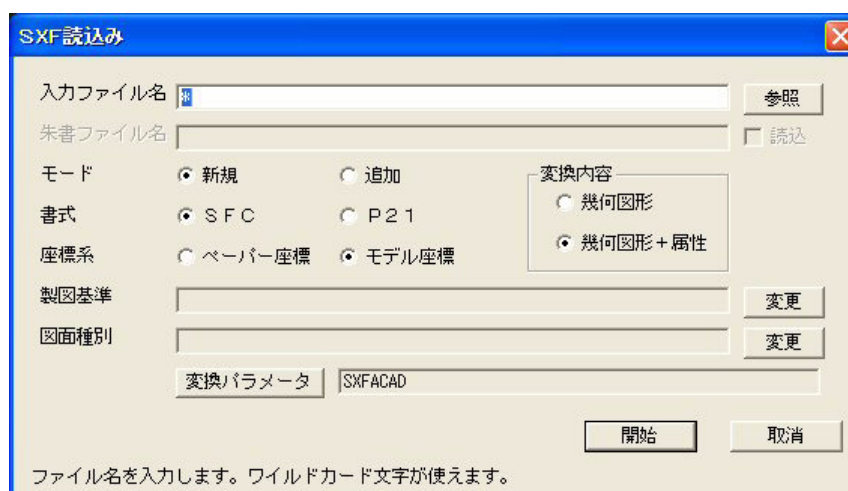 SXF読込み
入力ファイル名 * 参照
朱書ファイル名 読込
モード 新規 追加 変換内容
幾何図形
書式 ＳＦＣ Ｐ２１
幾何図形＋属性
座標系 ペーパー座標 モデル座標
製図基準 変更
図面種別 変更
変換パラメータ SXFACAD
開始 取消
ファイル名を入力します。ワイルドカード文字が使えます。